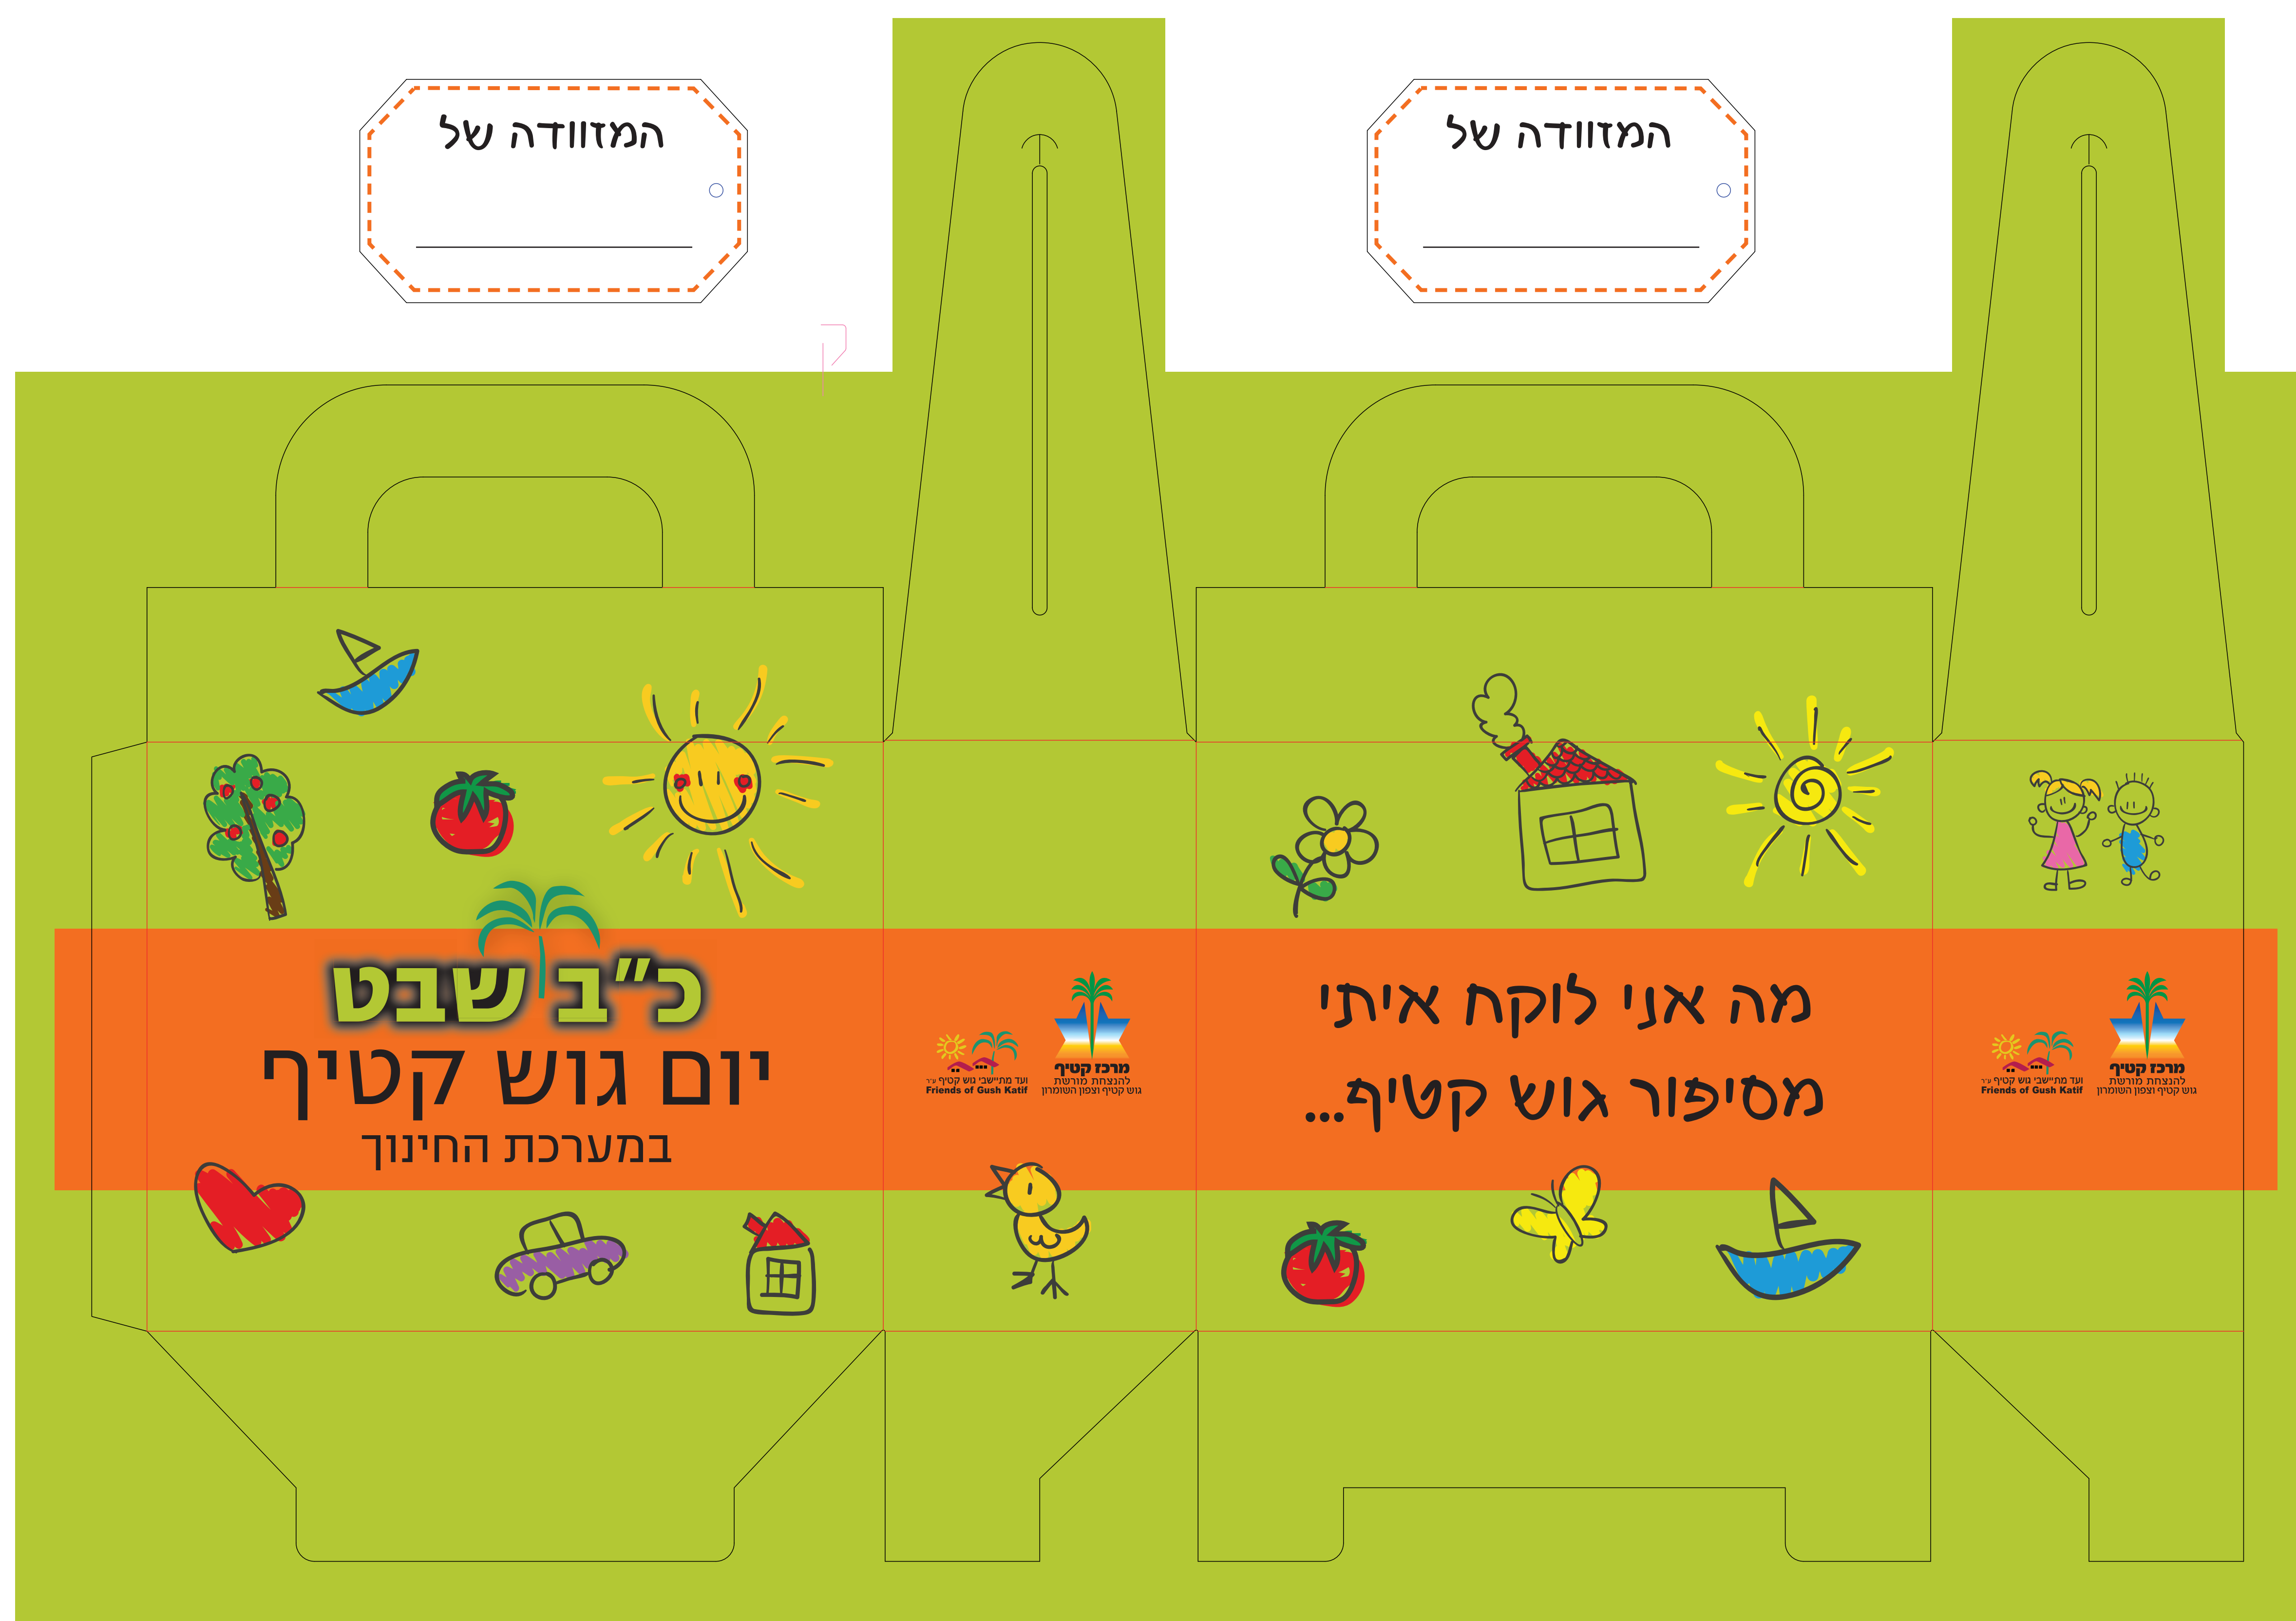 המזוודה של
המזוודה של
כ״ב שבט
יום גוש קטיף
במערכת החינוך
ועד מתיישבי גוש קטיף ע״ר
Friends of Gush Katif
מרכז קטיף
להנצחת מורשת
גוש קטיף וצפון השומרון
מה אני לוקח איתי
מסיפור גוש קטיף...
ועד מתיישבי גוש קטיף ע״ר
Friends of Gush Katif
מרכז קטיף
להנצחת מורשת
גוש קטיף וצפון השומרון